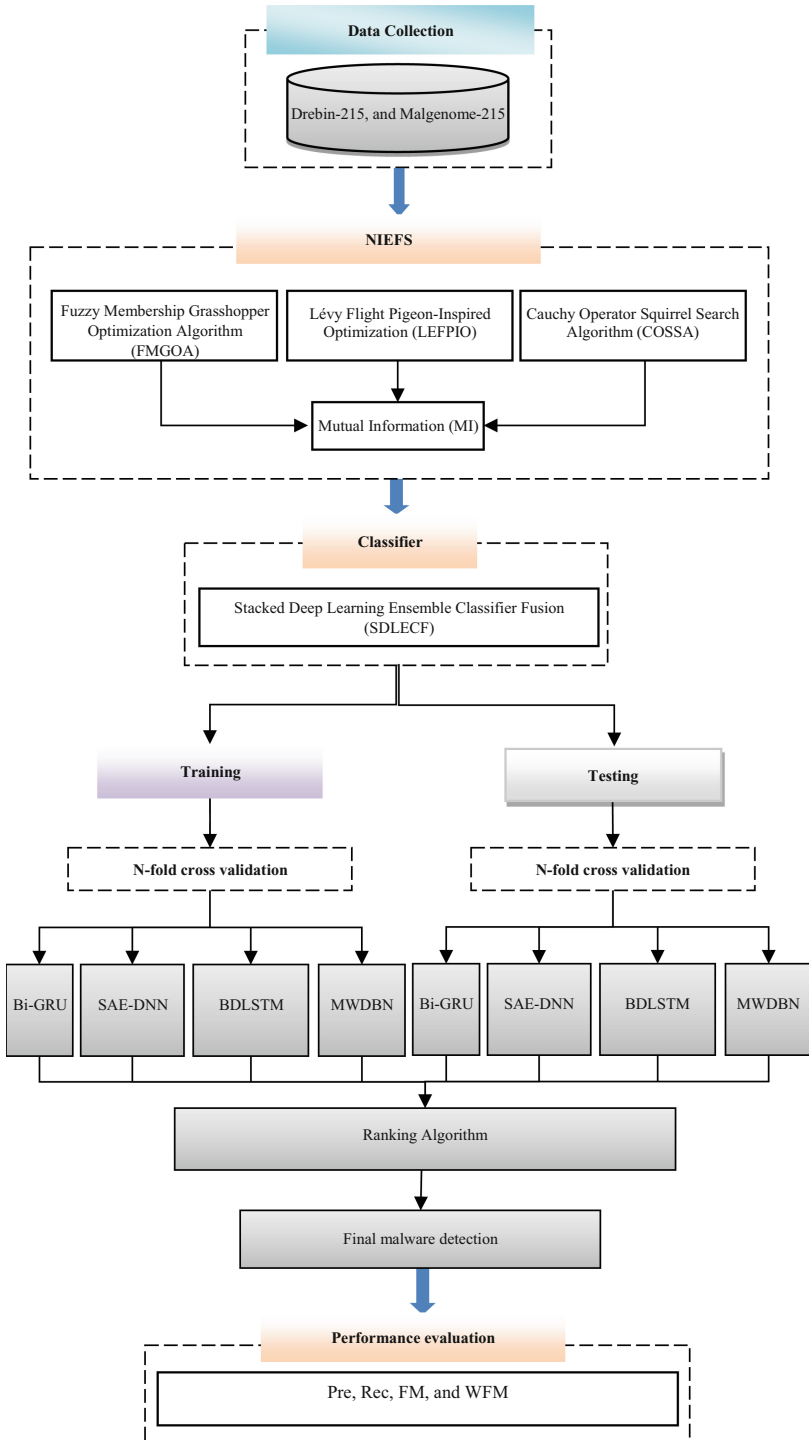 Data Collection
Drebin-215, and Malgenome-215
NIEFS
Fuzzy Membership Grasshopper
Optimization Algorithm
(FMGOA)
Lévy Flight Pigeon-Inspired
Optimization (LEFPIO)
Cauchy Operator Squirrel Search
Algorithm (COSSA)
Mutual Information (MI)
Classifier
Stacked Deep Learning Ensemble Classifier Fusion
(SDLECF)
Training
Testing
N-fold cross validation
N-fold cross validation
Bi-GRU
SAE-DNN
BDLSTM
MWDBN
Bi-GRU
SAE-DNN
BDLSTM
MWDBN
Ranking Algorithm
Final malware detection
Performance evaluation
Pre, Rec, FM, and WFM